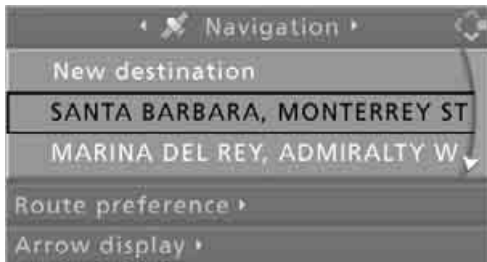 Navigation
New destination
SANTA BARBARA, MONTERREY ST
MARINA DEL REY, ADMIRALTY W
Route preference
Arrow display